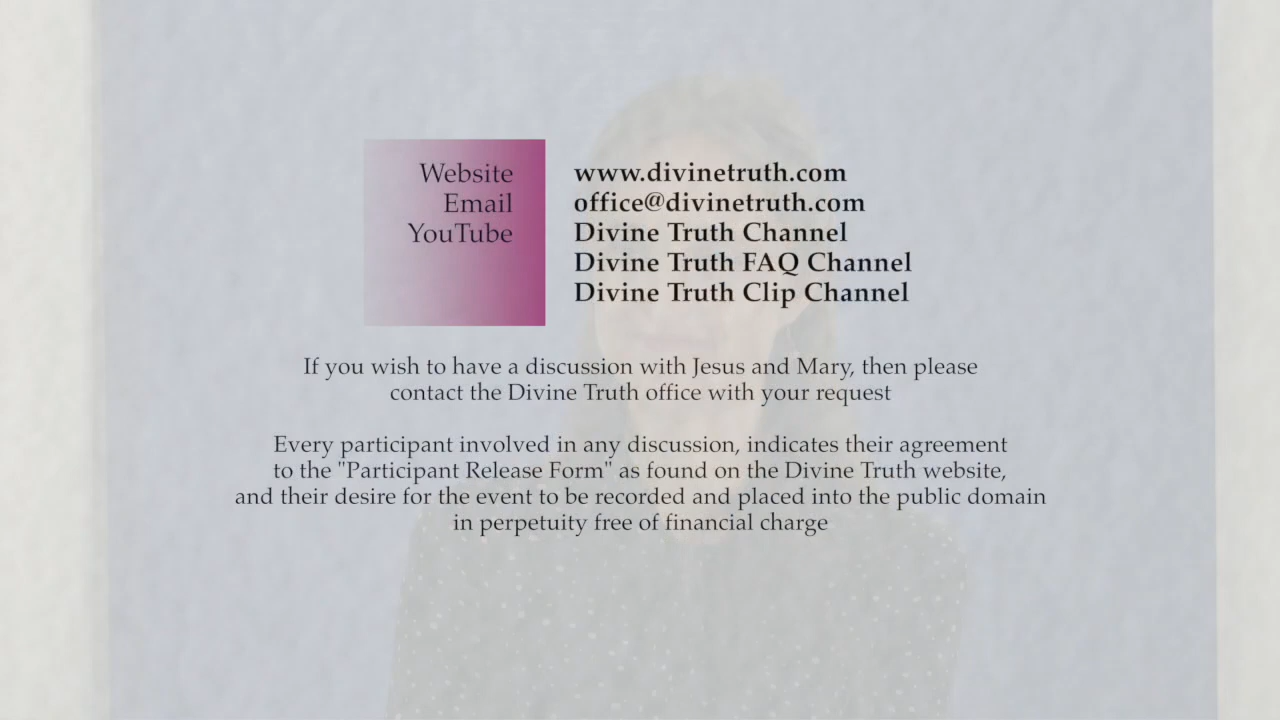 Website www.divinetruth.com
Email office@divinetruth.com
YouTube Divine Truth Channel
Divine Truth FAQ Channel
Divine Truth Clip Channel
If you wish to have a discussion with Jesus and Mary, then please
contact the Divine Truth office with your request
Every participant involved in any discussion, indicates their agreement
to the "Participant Release Form" as found on the Divine Truth website,
and their desire for the event to be recorded and placed into the public domain
in perpetuity free of financial charge